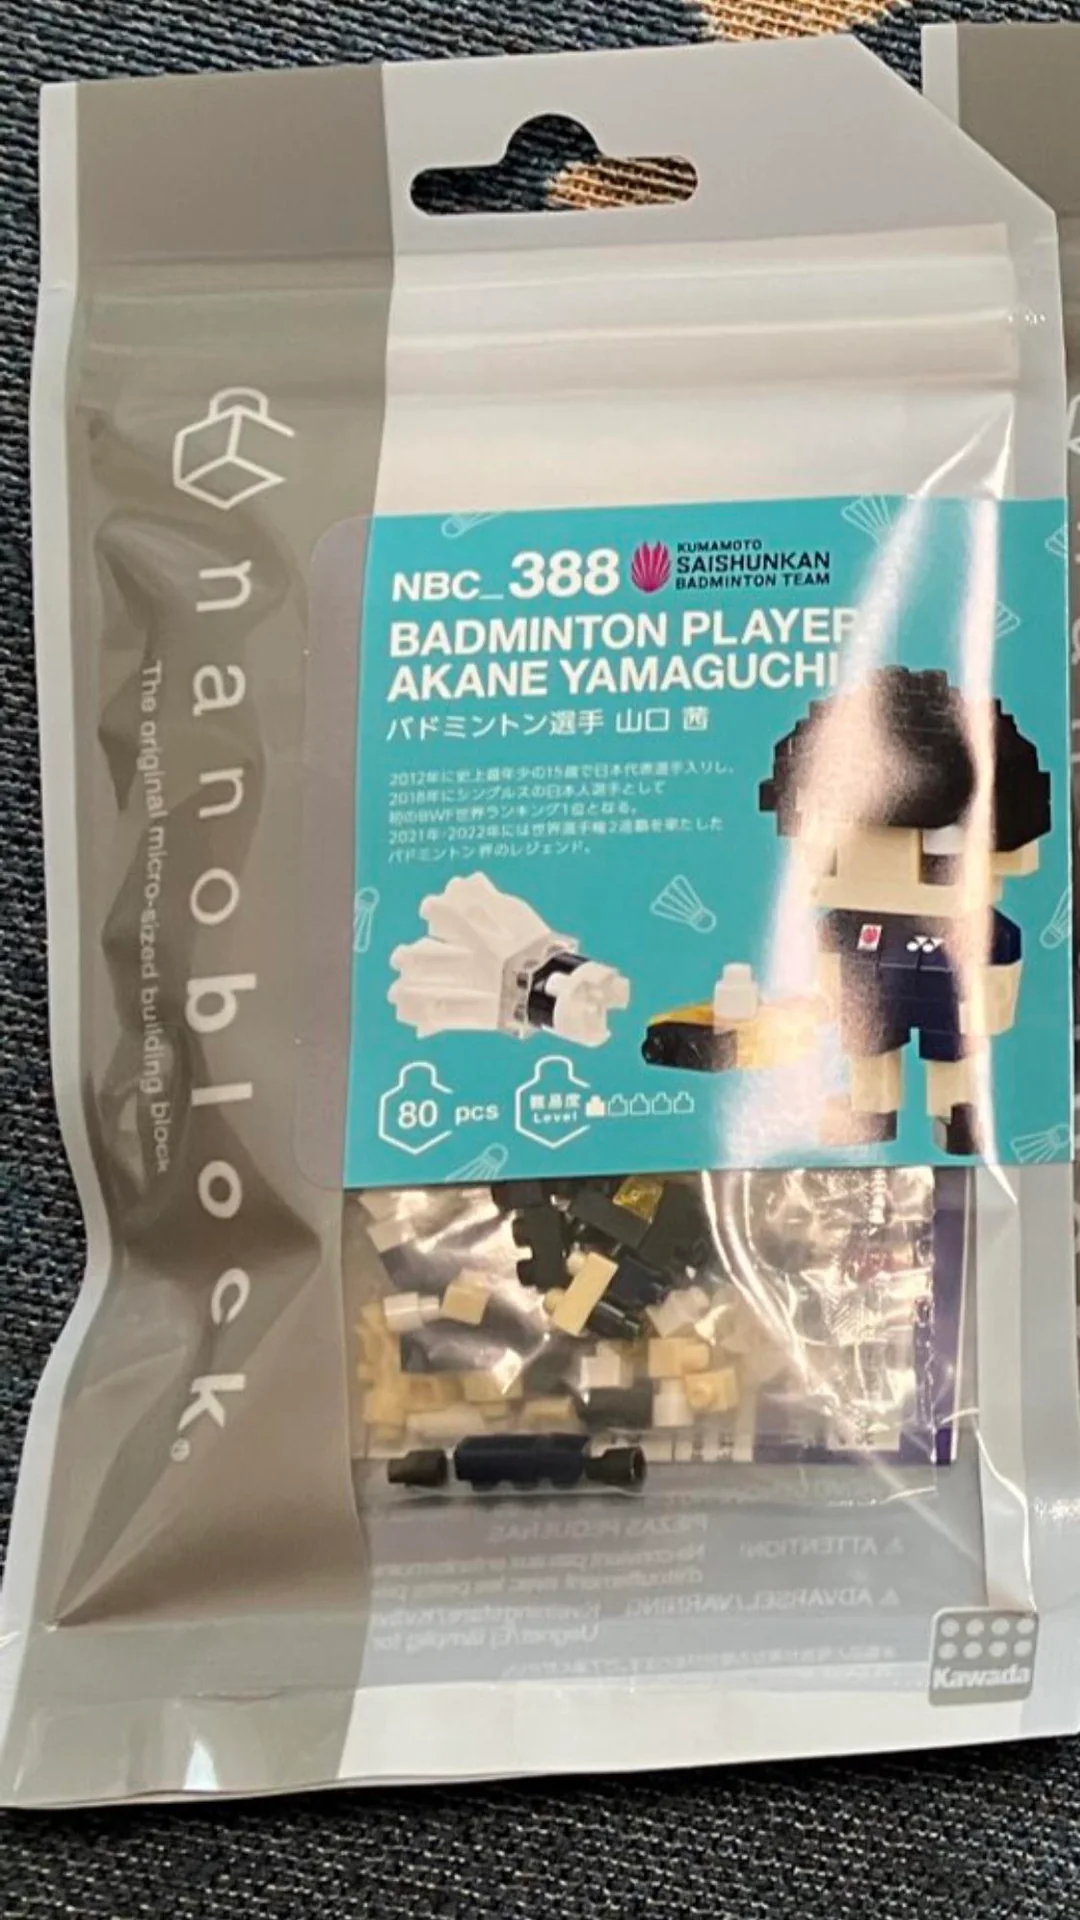 nanoblock®
The original micro-sized building block
NBC_388
KUMAMOTO
SAISHUNKAN
BADMINTON TEAM
BADMINTON PLAYER
AKANE YAMAGUCHI
バドミントン選手 山口 茜
2012年に史上最年少の15歳で日本代表選手入りし、
2018年にシングルスの日本人選手として
初のBWF世界ランキング1位となる。
2021年・2022年には世界選手権2連覇を果たした
バドミントン界のレジェンド。
80 pcs
難易度
Level
PIEZAS PEQUEÑAS.
ATTENTION!
ADVARSEL/VARNING
Kawada